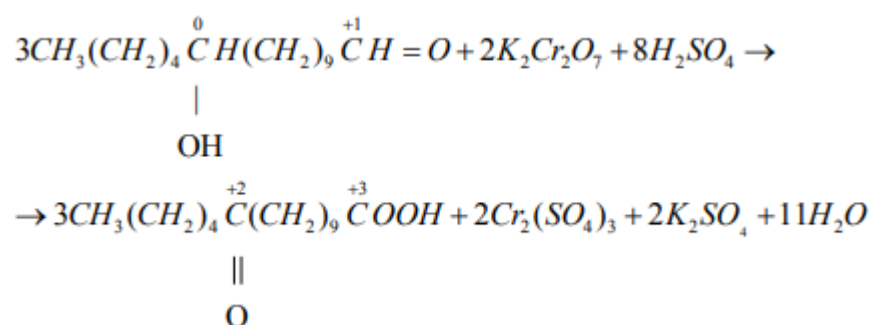 0 +1
3CH₃(CH₂)₄CH(CH₂)₉CH = O + 2K₂Cr₂O₇ + 8H₂SO₄ →
|
OH
+2 +3
→ 3CH₃(CH₂)₄C(CH₂)₉COOH + 2Cr₂(SO₄)₃ + 2K₂SO₄ + 11H₂O
||
O